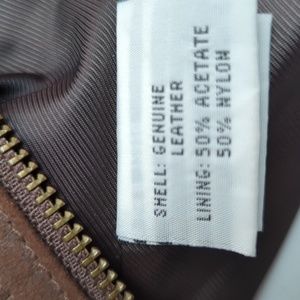 SHELL: GENUINE
LEATHER
LINING: 50% ACETATE
50% NYLON